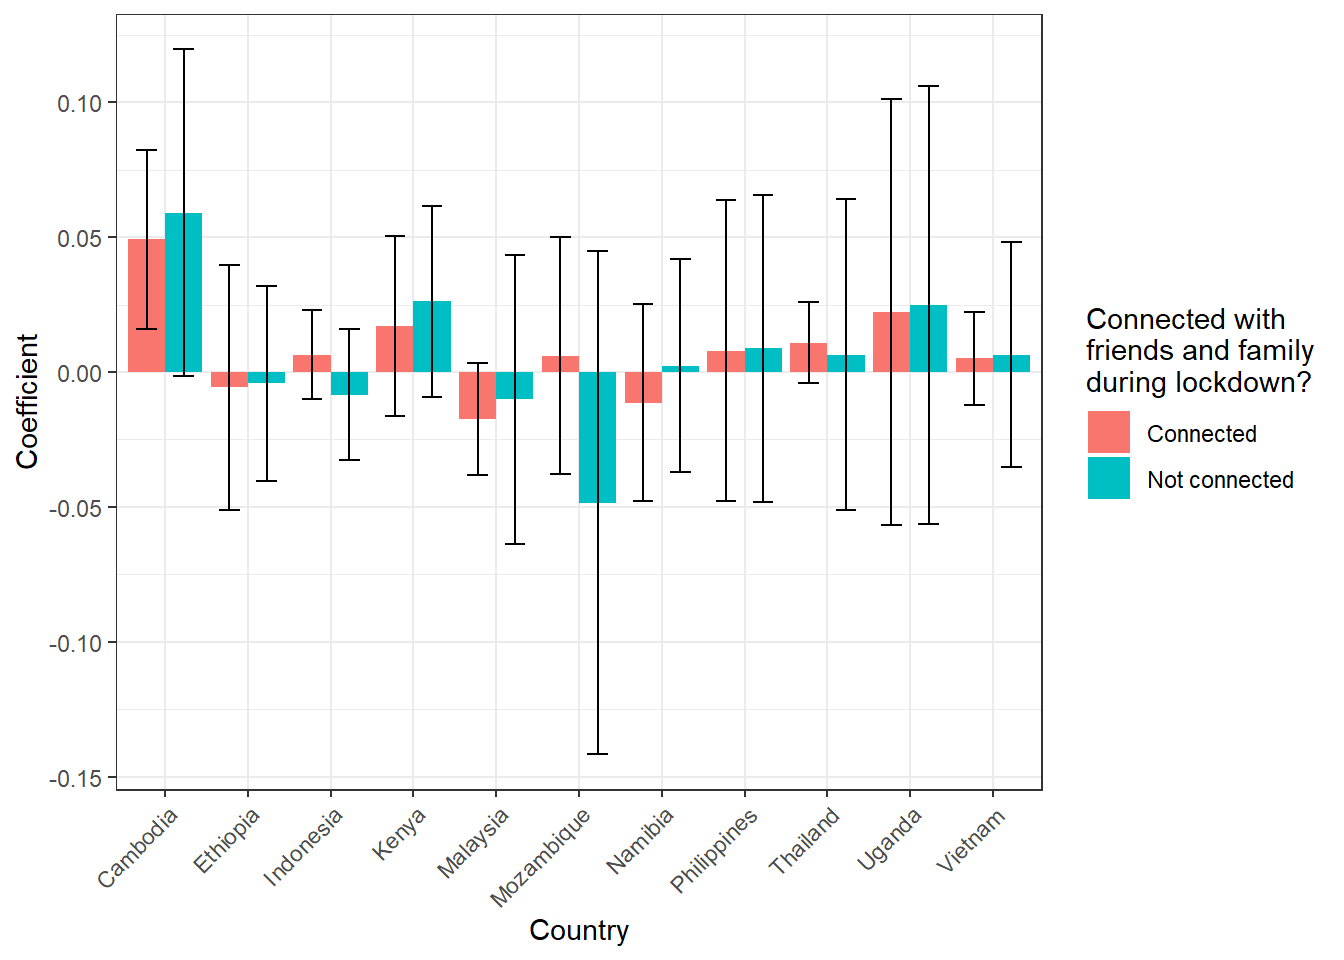 0.10
0.05
0.00
-0.05
-0.10
-0.15
Coefficient
Cambodia
Ethiopia
Indonesia
Kenya
Malaysia
Mozambique
Namibia
Philippines
Thailand
Uganda
Vietnam
Country
Connected with
friends and family
during lockdown?
Connected
Not connected